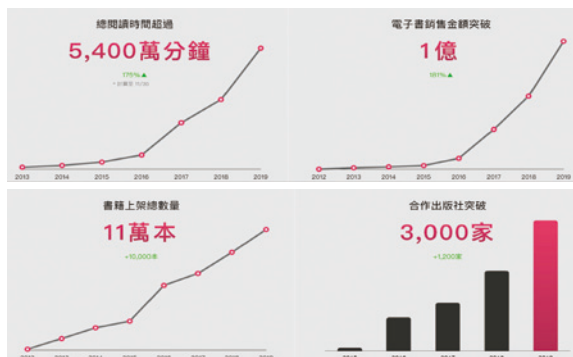 總閱讀時間超過
5,400萬分鐘
175%▲
2013 2014 2015 2016 2017 2018 2019
電子書銷售金額突破
1億
161%▲
2012 2013 2014 2015 2016 2017 2018 2019
書籍上架總數量
11萬本
+10,000本
合作出版社突破
3,000家
+1,200家